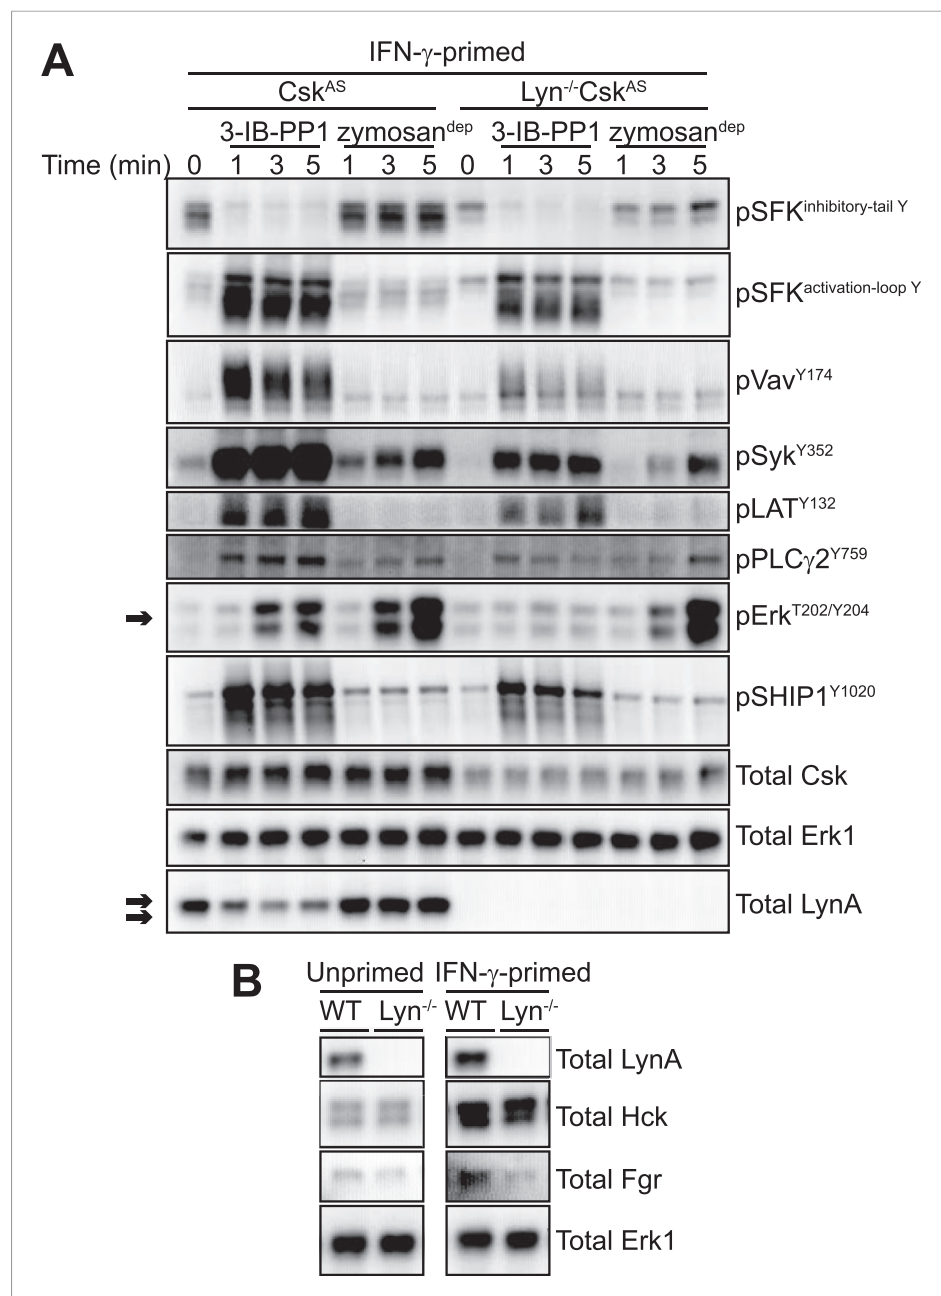 A
IFN-γ-primed
Csk^AS Lyn^-/-Csk^AS
3-IB-PP1 zymosan^dep 3-IB-PP1 zymosan^dep
Time (min) 0 1 3 5 1 3 5 0 1 3 5 1 3 5
pSFK^inhibitory-tail Y
pSFK^activation-loop Y
pVav^Y174
pSyk^Y352
pLAT^Y132
pPLCγ2^Y759
pErk^T202/Y204
pSHIP1^Y1020
Total Csk
Total Erk1
Total LynA
B
Unprimed IFN-γ-primed
WT Lyn^-/- WT Lyn^-/-
Total LynA
Total Hck
Total Fgr
Total Erk1